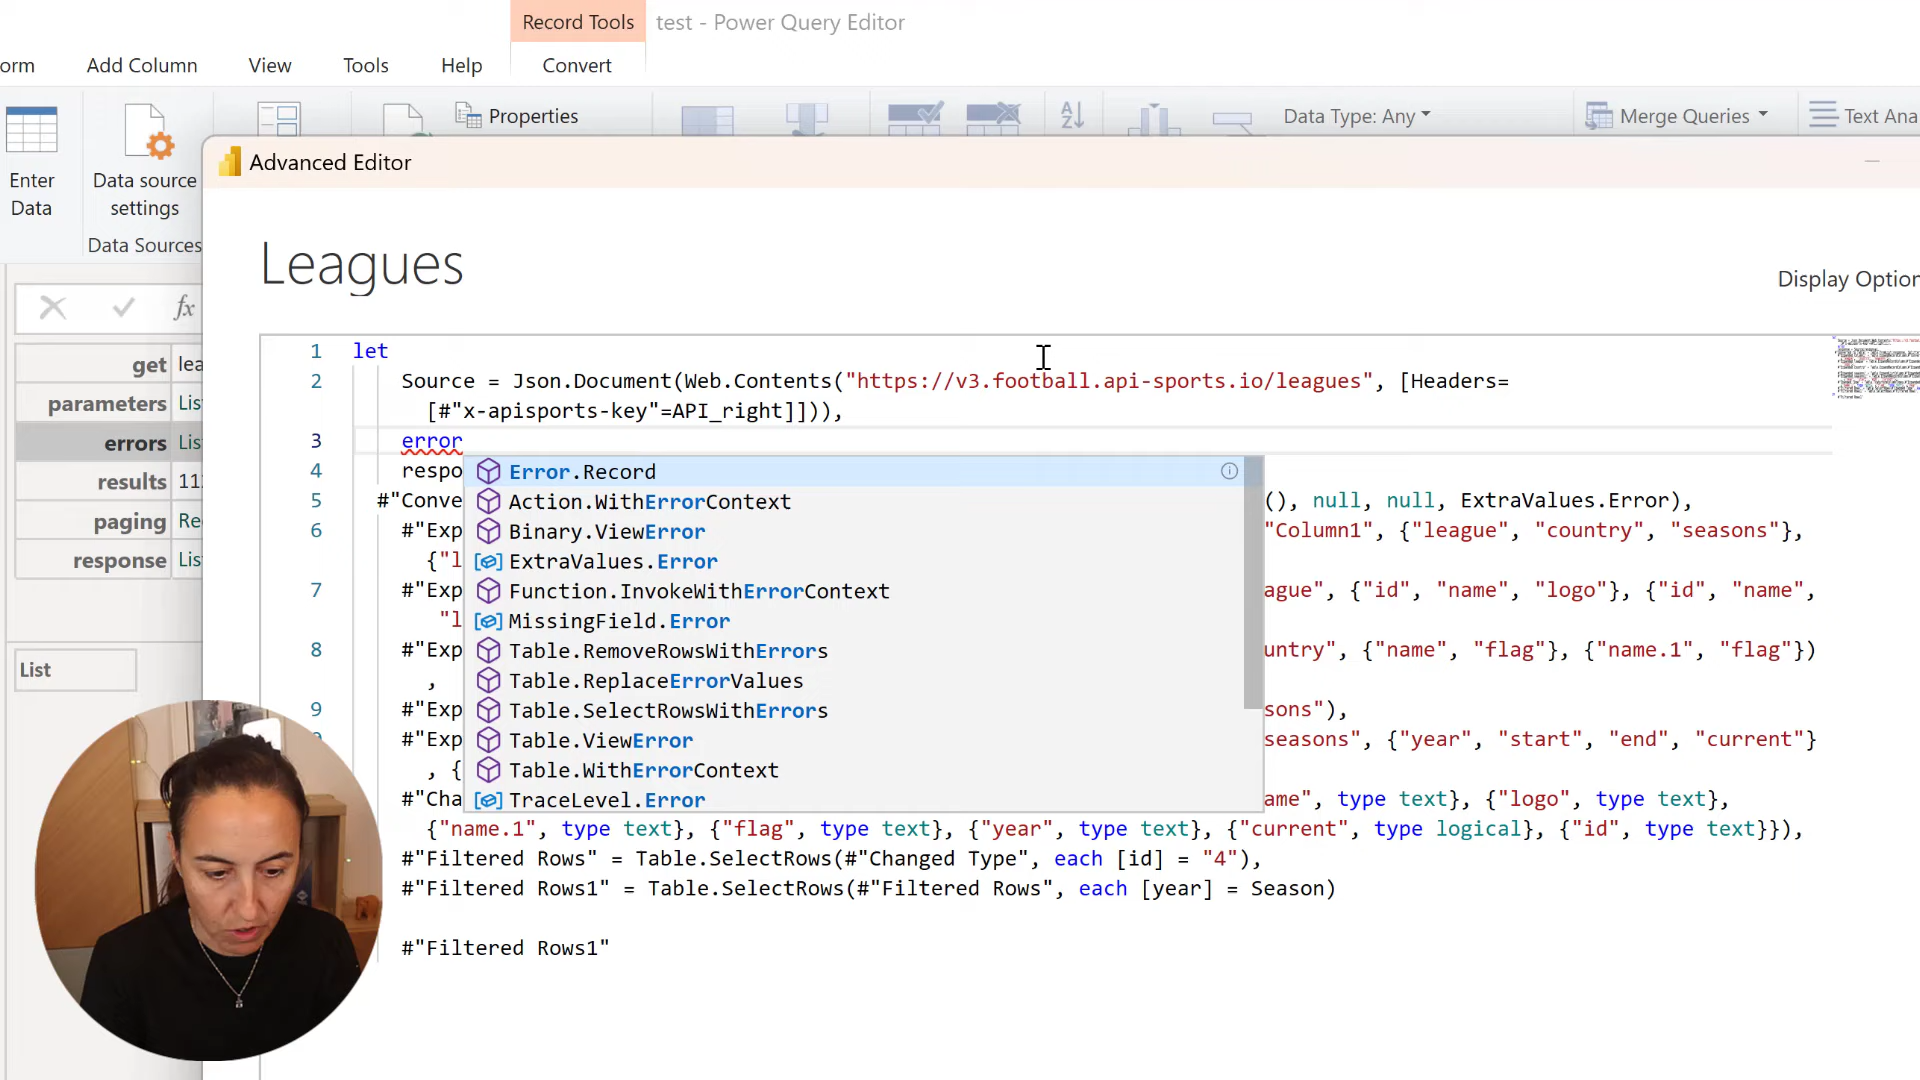 Record Tools
test - Power Query Editor
orm
Add Column
View
Tools
Help
Convert
Properties
Data Type: Any
Merge Queries
Text Ana
Enter
Data
Data source
settings
Data Sources
Advanced Editor
Leagues
Display Option
get lea
parameters Lis
errors Lis
results 11
paging Re
response Lis
List
1 let
2 Source = Json.Document(Web.Contents("https://v3.football.api-sports.io/leagues", [Headers=
[#"x-apisports-key"=API_right]])),
3 error
4 respo
5 #"Conve (), null, null, ExtraValues.Error),
6 #"Exp "Column1", {"league", "country", "seasons"},
{"l
7 #"Exp ague", {"id", "name", "logo"}, {"id", "name",
"l
8 #"Exp untry", {"name", "flag"}, {"name.1", "flag"})
,
9 #"Exp sons"),
#"Exp seasons", {"year", "start", "end", "current"}
, {
#"Cha ame", type text}, {"logo", type text},
{"name.1", type text}, {"flag", type text}, {"year", type text}, {"current", type logical}, {"id", type text}}),
#"Filtered Rows" = Table.SelectRows(#"Changed Type", each [id] = "4"),
#"Filtered Rows1" = Table.SelectRows(#"Filtered Rows", each [year] = Season)
#"Filtered Rows1"
Error.Record
Action.WithErrorContext
Binary.ViewError
ExtraValues.Error
Function.InvokeWithErrorContext
MissingField.Error
Table.RemoveRowsWithErrors
Table.ReplaceErrorValues
Table.SelectRowsWithErrors
Table.ViewError
Table.WithErrorContext
TraceLevel.Error